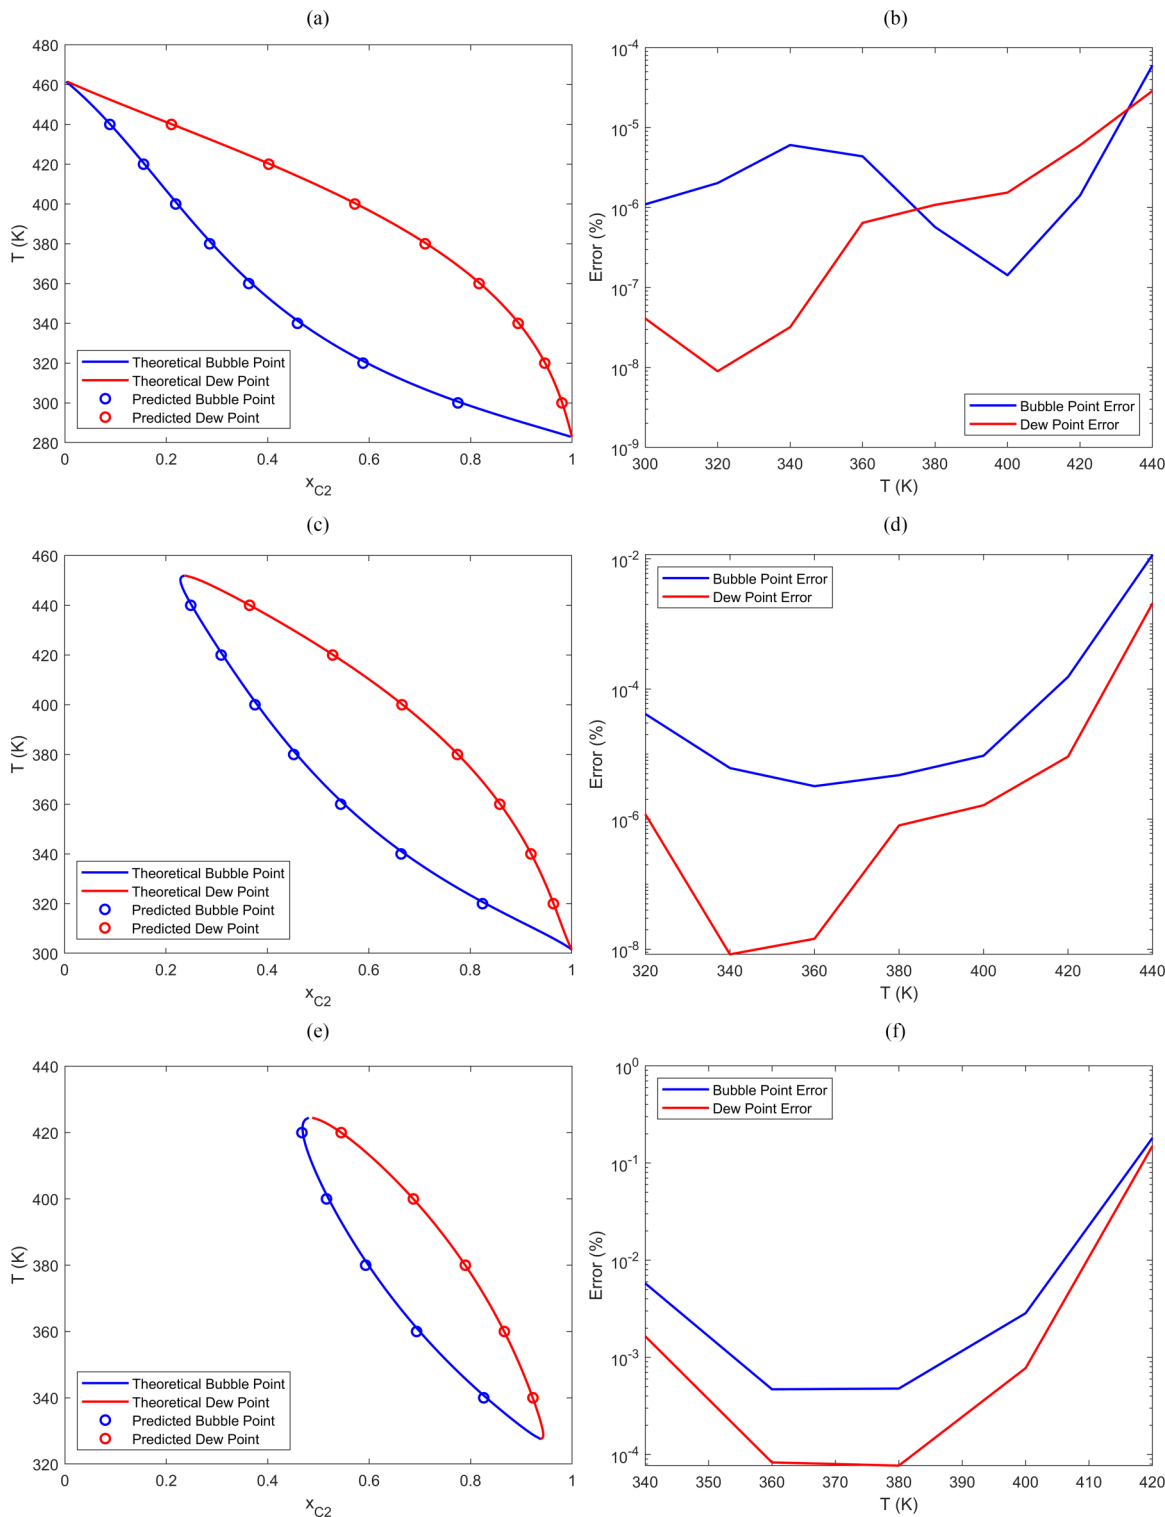 (a)
480
460
440
420
400
380
360
340
320
300
280
T (K)
0
0.2
0.4
0.6
0.8
1
x_C2
Theoretical Bubble Point
Theoretical Dew Point
Predicted Bubble Point
Predicted Dew Point
(b)
10^-4
10^-5
10^-6
10^-7
10^-8
10^-9
Error (%)
300
320
340
360
380
400
420
440
T (K)
Bubble Point Error
Dew Point Error
(c)
460
440
420
400
380
360
340
320
300
T (K)
0
0.2
0.4
0.6
0.8
1
x_C2
Theoretical Bubble Point
Theoretical Dew Point
Predicted Bubble Point
Predicted Dew Point
(d)
10^-2
10^-4
10^-6
10^-8
Error (%)
320
340
360
380
400
420
440
T (K)
Bubble Point Error
Dew Point Error
(e)
440
420
400
380
360
340
320
T (K)
0
0.2
0.4
0.6
0.8
1
x_C2
Theoretical Bubble Point
Theoretical Dew Point
Predicted Bubble Point
Predicted Dew Point
(f)
10^0
10^-1
10^-2
10^-3
10^-4
Error (%)
340
350
360
370
380
390
400
410
420
T (K)
Bubble Point Error
Dew Point Error